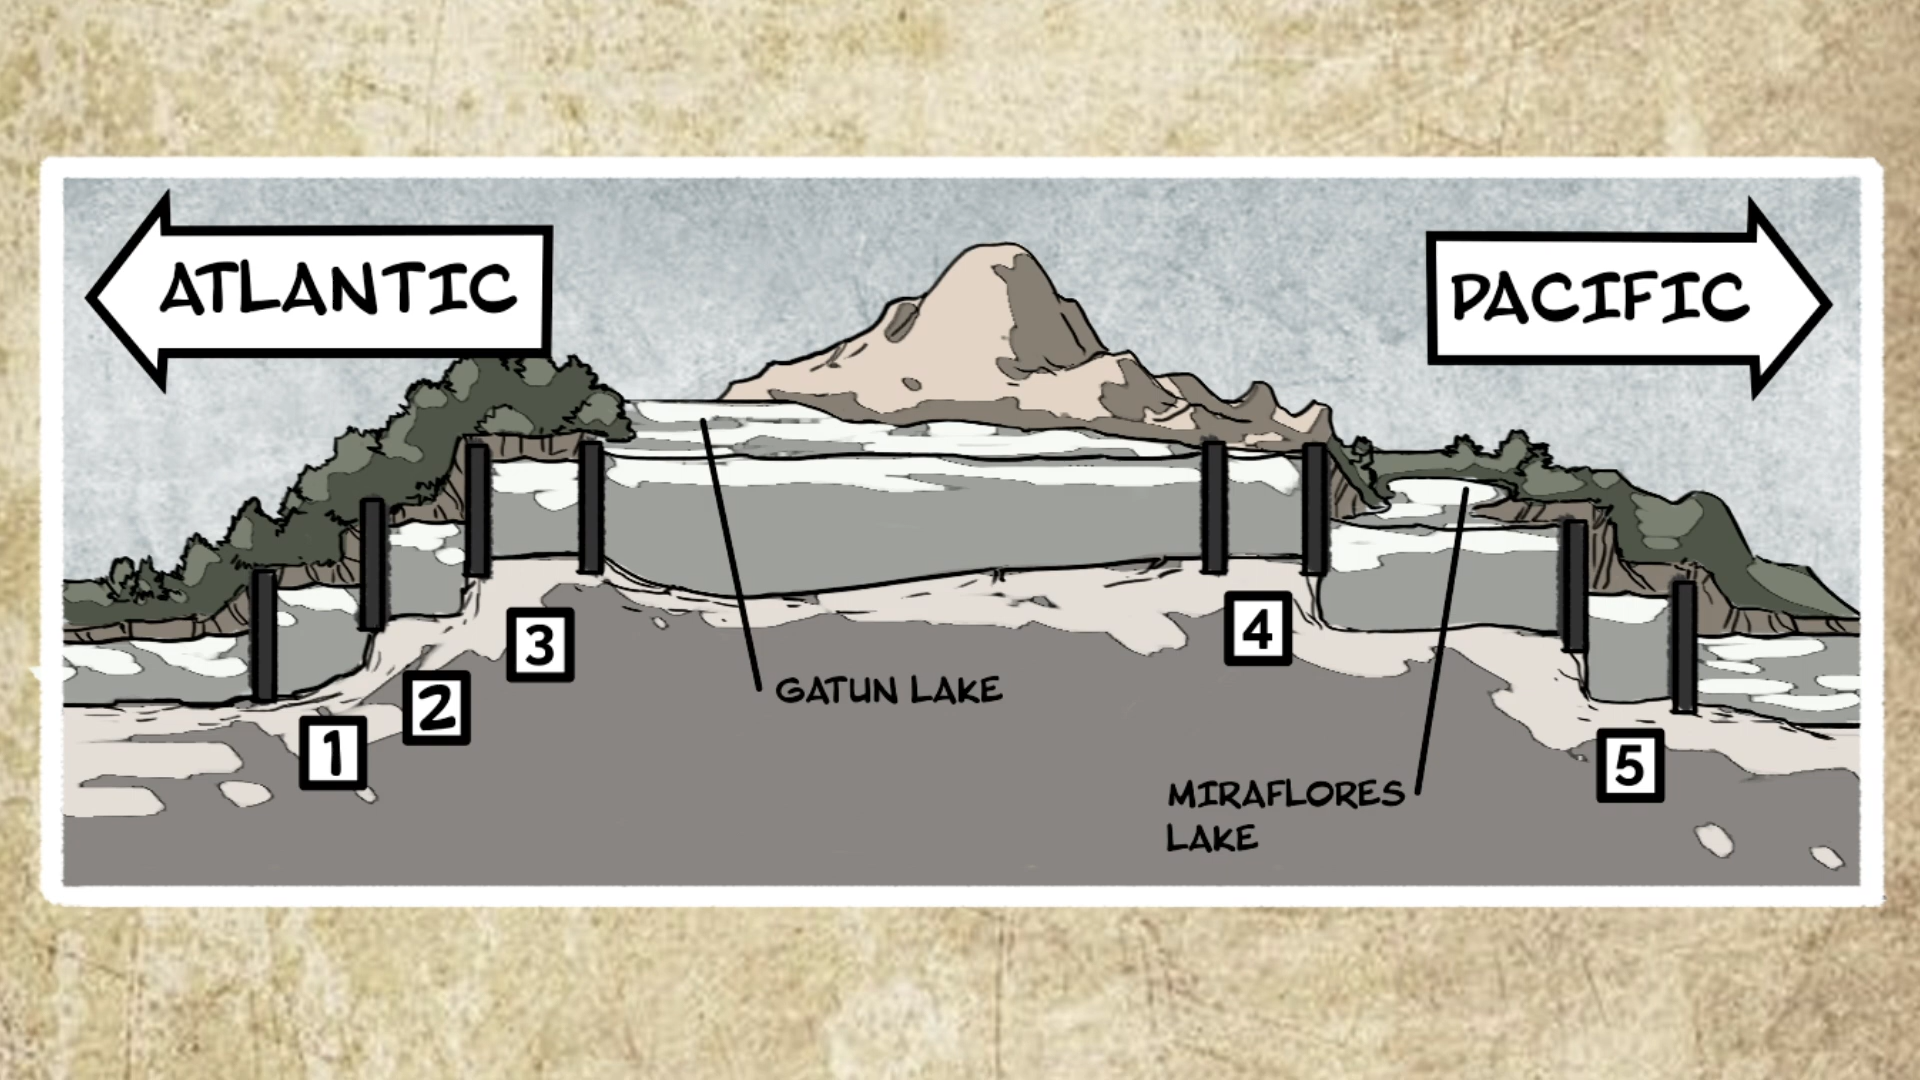 ATLANTIC
PACIFIC
1
2
3
4
5
GATUN LAKE
MIRAFLORES
LAKE